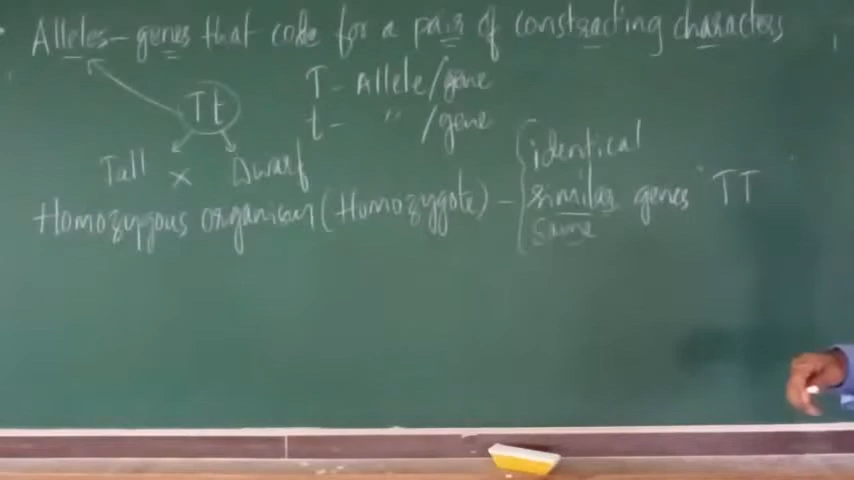 Alleles - genes that code for a pair of constracting characters
Tt
T - Allele/gene
t - " /gene
Tall x Dwarf
identical
Homozygous organism (Homozygote) - similar genes TT
same